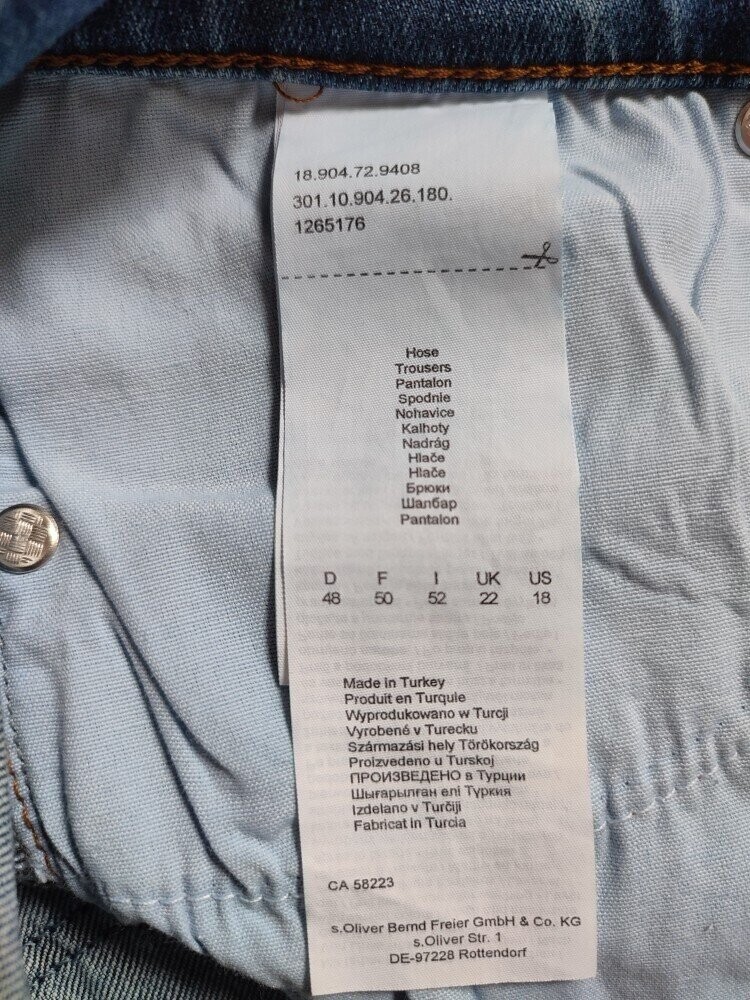 18.904.72.9408
301.10.904.26.180.
1265176
Hose
Trousers
Pantalon
Spodnie
Nohavice
Kalhoty
Nadrág
Hlače
Hlače
Брюки
Шалбар
Pantalon
D F I UK US
48 50 52 22 18
Made in Turkey
Produit en Turquie
Wyprodukowano w Turcji
Vyrobené v Turecku
Származási hely Törökország
Proizvedeno u Turskoj
ПРОИЗВЕДЕНО в Турции
Шығарылған елі Түркия
Izdelano v Turčiji
Fabricat in Turcia
CA 58223
s.Oliver Bernd Freier GmbH & Co. KG
s.Oliver Str. 1
DE-97228 Rottendorf